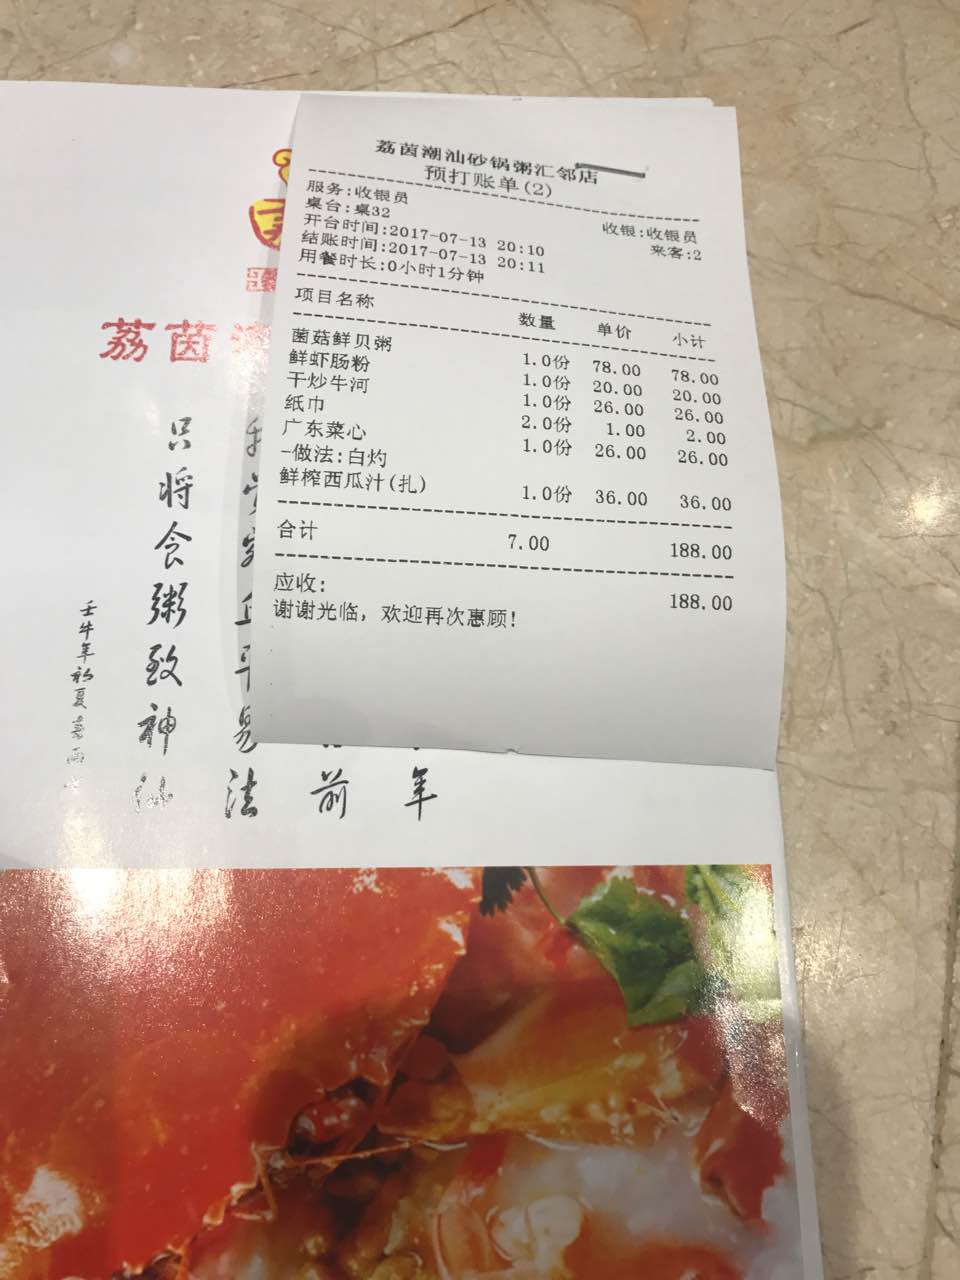 荔茵潮汕砂锅粥汇邻店
预打账单(2)
服务:收银员 收银:收银员
桌台:桌32 来客:2
开台时间:2017-07-13 20:10
结账时间:2017-07-13 20:11
用餐时长:0小时1分钟
项目名称 数量 单价 小计
菌菇鲜贝粥 1.0份 78.00 78.00
鲜虾肠粉 1.0份 20.00 20.00
干炒牛河 1.0份 26.00 26.00
纸巾 2.0份 1.00 2.00
广东菜心 1.0份 26.00 26.00
-做法:白灼
鲜榨西瓜汁(扎) 1.0份 36.00 36.00
合计 7.00 188.00
应收: 188.00
谢谢光临，欢迎再次惠顾!
荔茵
年
前
法
只将食粥致神仙